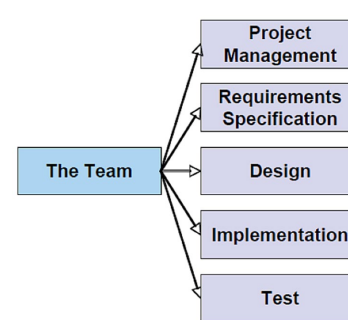 Project
Management
Requirements
Specification
The Team
Design
Implementation
Test